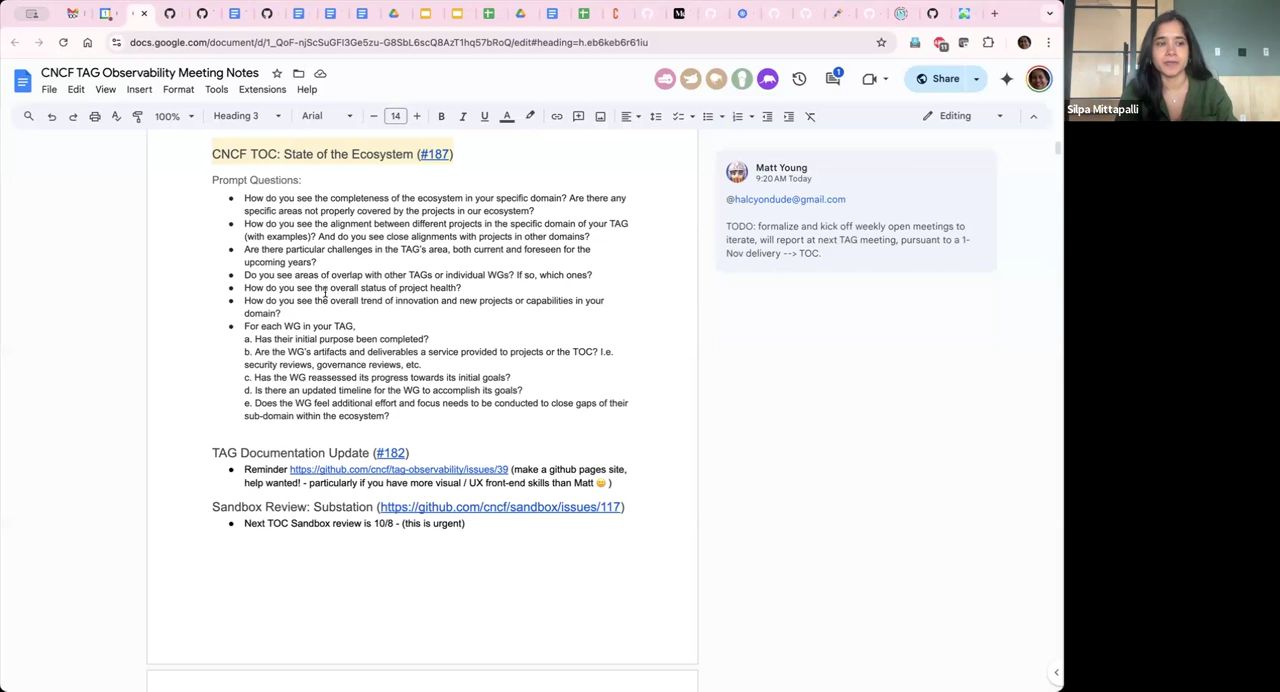 docs.google.com/document/d/1_QoF-njScSuGFI3Ge5zu-G8SbL6scQ8AzT1hq57bRoQ/edit#heading=h.eb6keb6r61iu
11
CNCF TAG Observability Meeting Notes
File Edit View Insert Format Tools Extensions Help
1
Share
100% Heading 3 Arial 14 B I U A Editing
Silpa Mittapalli
CNCF TOC: State of the Ecosystem (#187)
Prompt Questions:
How do you see the completeness of the ecosystem in your specific domain? Are there any
specific areas not properly covered by the projects in our ecosystem?
How do you see the alignment between different projects in the specific domain of your TAG
(with examples)? And do you see close alignments with projects in other domains?
Are there particular challenges in the TAG's area, both current and foreseen for the
upcoming years?
Do you see areas of overlap with other TAGs or individual WGs? If so, which ones?
How do you see the overall status of project health?
How do you see the overall trend of innovation and new projects or capabilities in your
domain?
For each WG in your TAG,
a. Has their initial purpose been completed?
b. Are the WG's artifacts and deliverables a service provided to projects or the TOC? I.e.
security reviews, governance reviews, etc.
c. Has the WG reassessed its progress towards its initial goals?
d. Is there an updated timeline for the WG to accomplish its goals?
e. Does the WG feel additional effort and focus needs to be conducted to close gaps of their
sub-domain within the ecosystem?
TAG Documentation Update (#182)
Reminder https://github.com/cncf/tag-observability/issues/39 (make a github pages site,
help wanted! - particularly if you have more visual / UX front-end skills than Matt 😀 )
Sandbox Review: Substation (https://github.com/cncf/sandbox/issues/117)
Next TOC Sandbox review is 10/8 - (this is urgent)
Matt Young
9:20 AM Today
@halcyondude@gmail.com
TODO: formalize and kick off weekly open meetings to
iterate, will report at next TAG meeting, pursuant to a 1-
Nov delivery --> TOC.